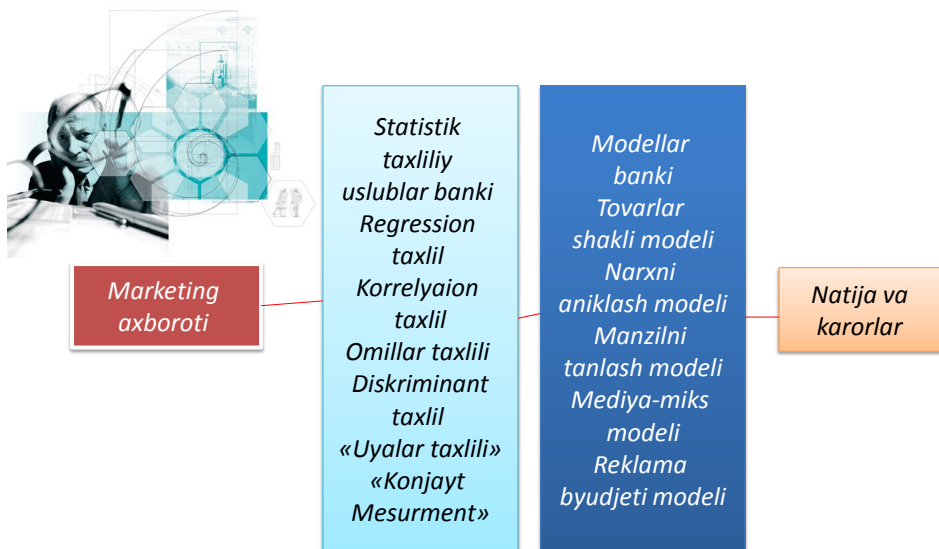 Marketing
axboroti
Statistik
taxliliy
uslublar banki
Regression
taxlil
Korrelyaion
taxlil
Omillar taxlili
Diskriminant
taxlil
«Uyalar taxlili»
«Konjayt
Mesurment»
Modellar
banki
Tovarlar
shakli modeli
Narxni
aniklash modeli
Manzilni
tanlash modeli
Mediya-miks
modeli
Reklama
byudjeti modeli
Natija va
karorlar